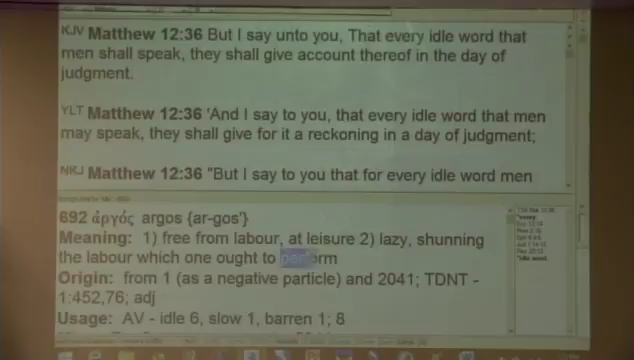 KJV Matthew 12:36 But I say unto you, That every idle word that
men shall speak, they shall give account thereof in the day of
judgment.
YLT Matthew 12:36 'And I say to you, that every idle word that men
may speak, they shall give for it a reckoning in a day of judgment;
NKJ Matthew 12:36 "But I say to you that for every idle word men
692 ἀργός argos {ar-gos'}
Meaning: 1) free from labour, at leisure 2) lazy, shunning
the labour which one ought to perform
Origin: from 1 (as a negative particle) and 2041; TDNT -
1:452,76; adj
Usage: AV - idle 6, slow 1, barren 1; 8